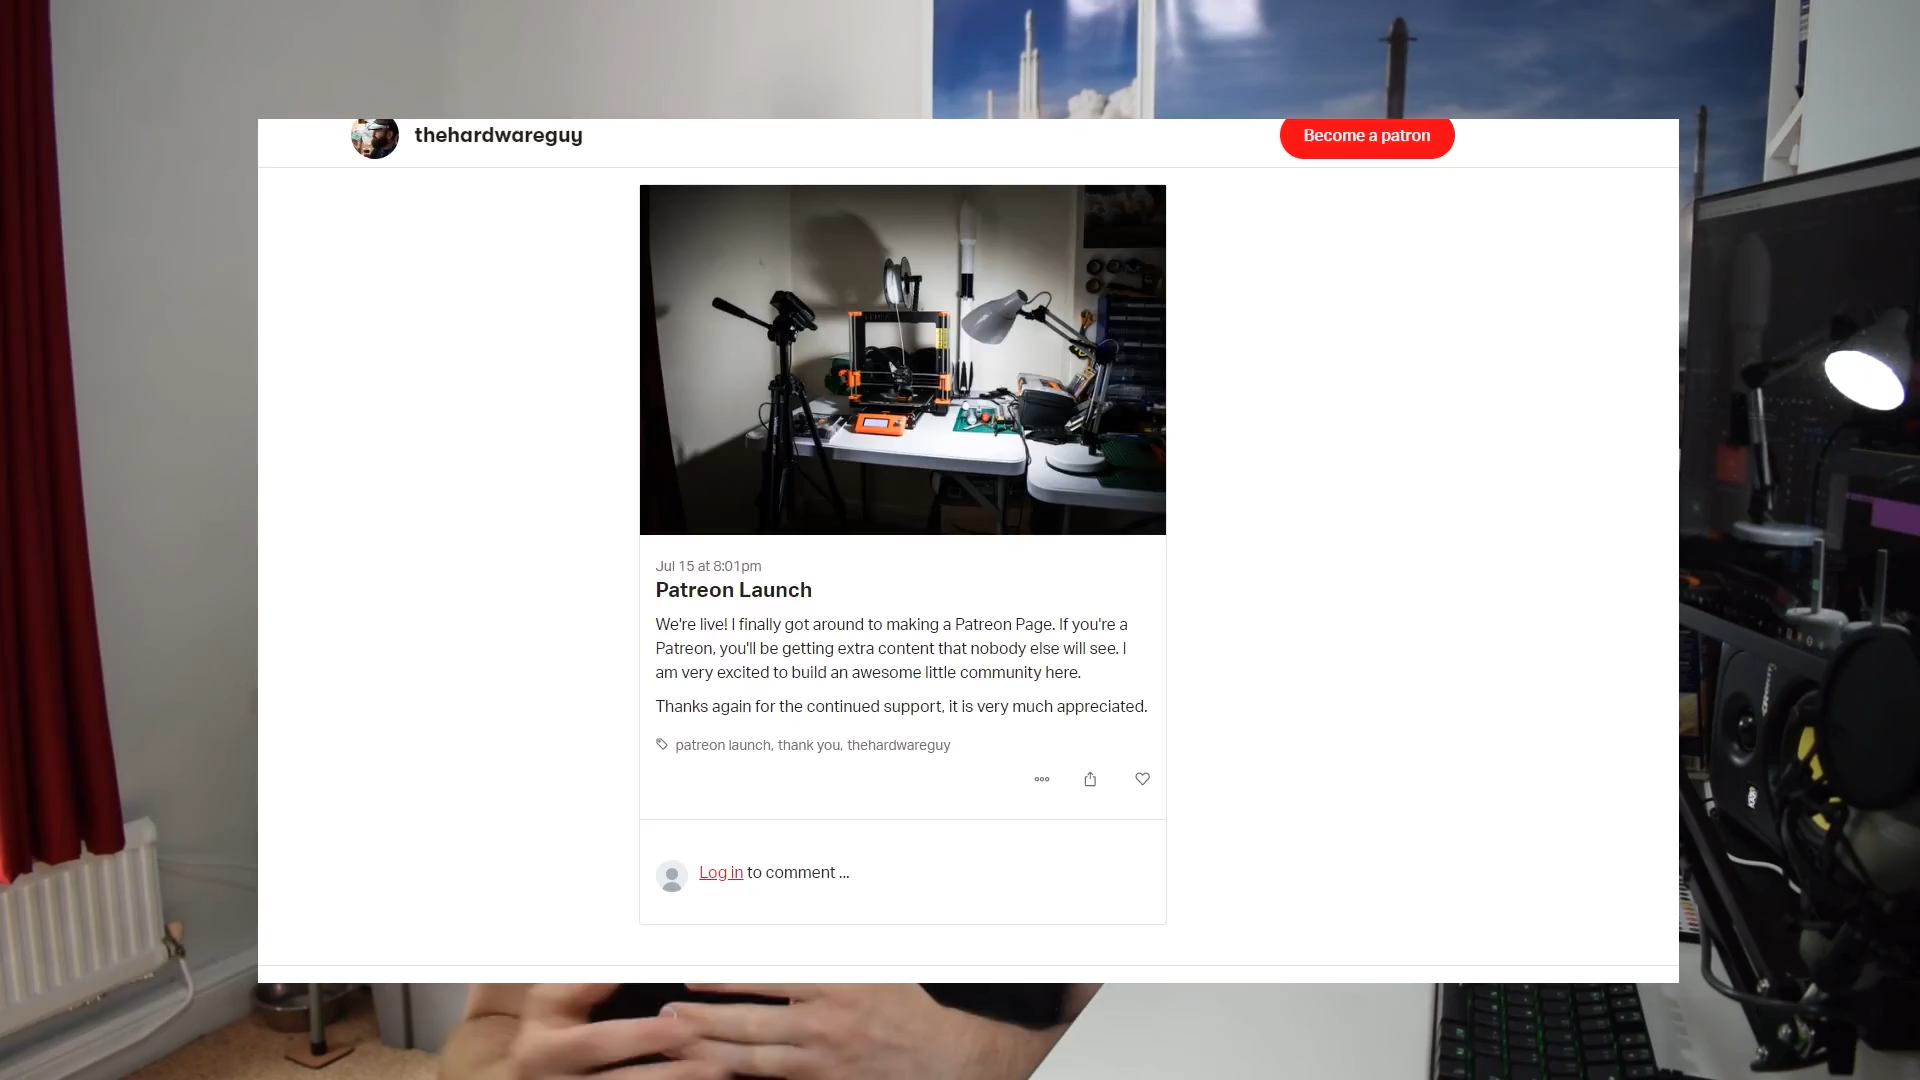 thehardwareguy
Become a patron
Jul 15 at 8:01pm
Patreon Launch
We're live! I finally got around to making a Patreon Page. If you're a
Patreon, you'll be getting extra content that nobody else will see. I
am very excited to build an awesome little community here.
Thanks again for the continued support, it is very much appreciated.
patreon launch, thank you, thehardwareguy
Log in to comment ...